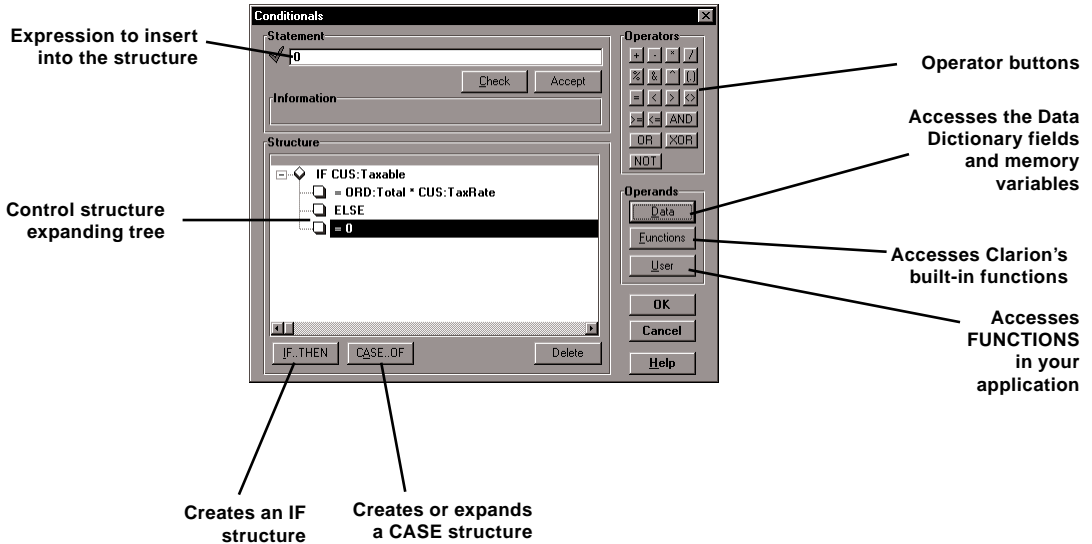 Conditionals
Statement
0
Check
Accept
Information
Structure
IF CUS:Taxable
= ORD:Total * CUS:TaxRate
ELSE
= 0
IF..THEN
CASE..OF
Delete
Operators
+ - * /
% & ^ (.)
= < > <>
>= <= AND
OR XOR
NOT
Operands
Data
Functions
User
OK
Cancel
Help
Expression to insert
into the structure
Control structure
expanding tree
Creates an IF
structure
Creates or expands
a CASE structure
Operator buttons
Accesses the Data
Dictionary fields
and memory
variables
Accesses Clarion's
built-in functions
Accesses
FUNCTIONS
in your
application